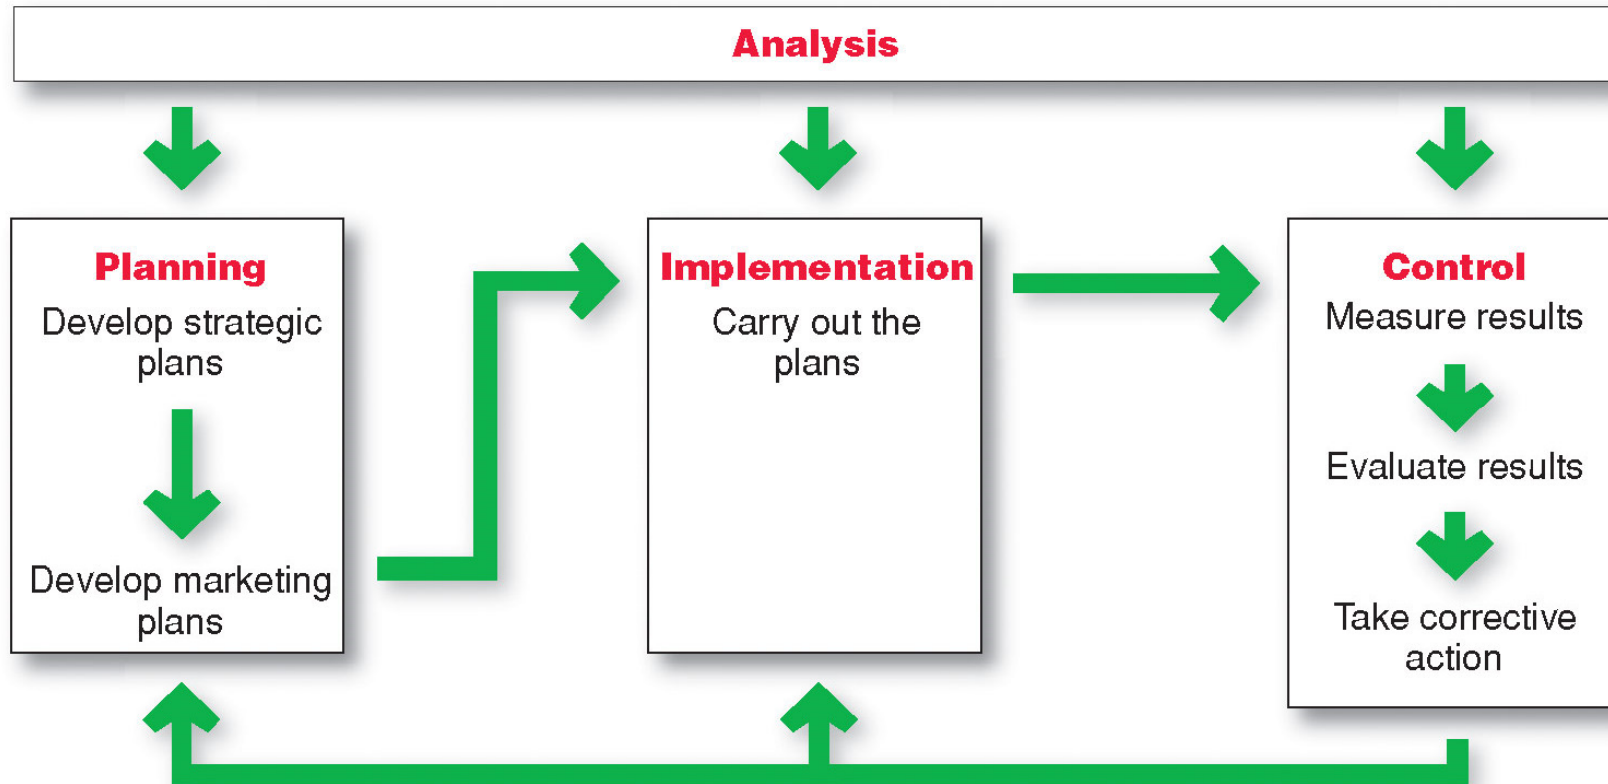 Analysis
Planning
Develop strategic
plans
Develop marketing
plans
Implementation
Carry out the
plans
Control
Measure results
Evaluate results
Take corrective
action